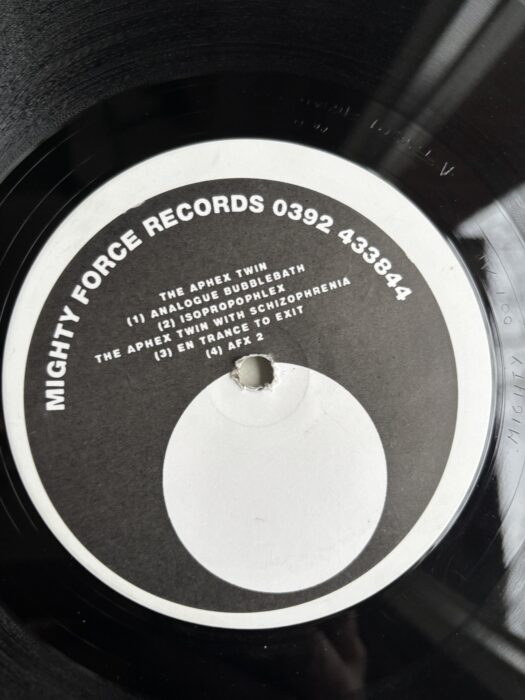 MIGHTY FORCE RECORDS 0392 433844
THE APHEX TWIN
(1) ANALOGUE BUBBLEBATH
(2) ISOPROPOPHLEX
THE APHEX TWIN WITH SCHIZOPHRENIA
(3) EN TRANCE TO EXIT
(4) AFX 2
MIGHTY